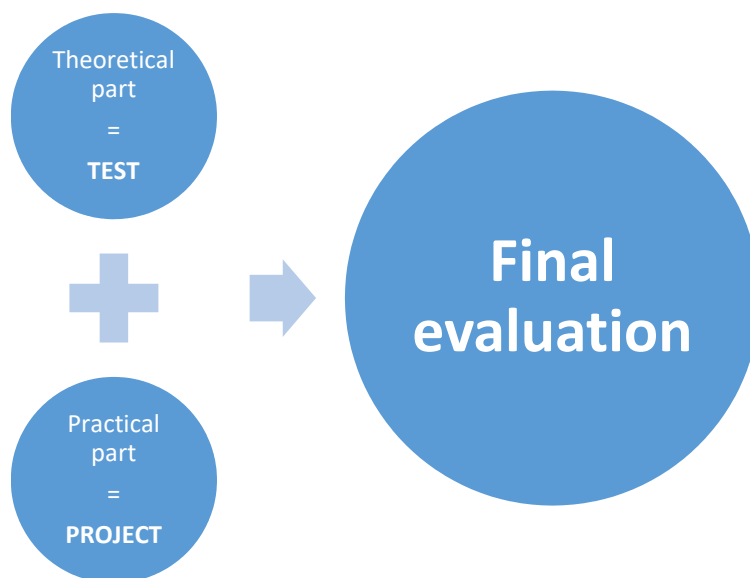 Theoretical
part
=
TEST
Practical
part
=
PROJECT
Final
evaluation